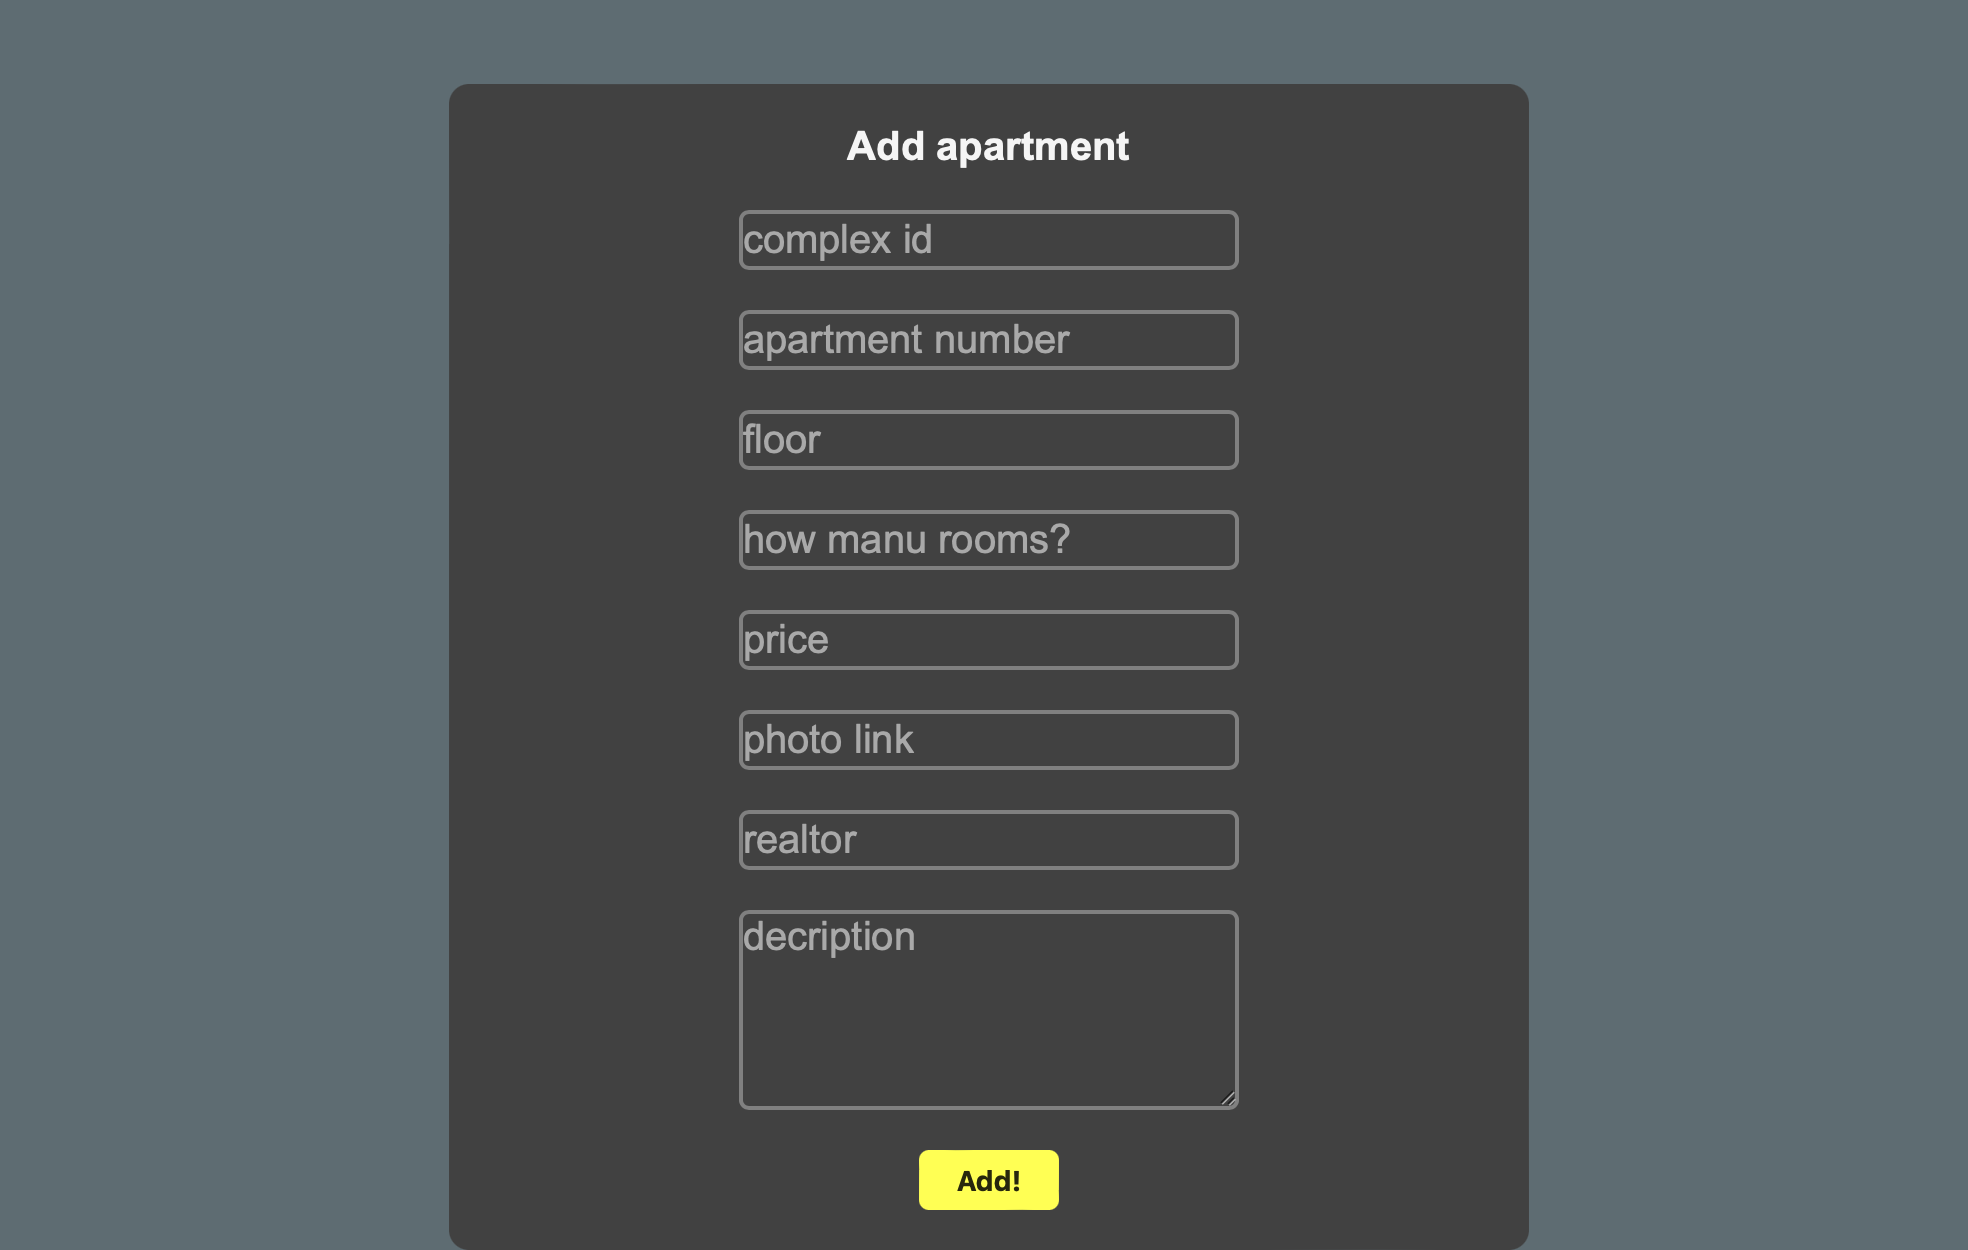 Add apartment
complex id
apartment number
floor
how manu rooms?
price
photo link
realtor
decription
Add!